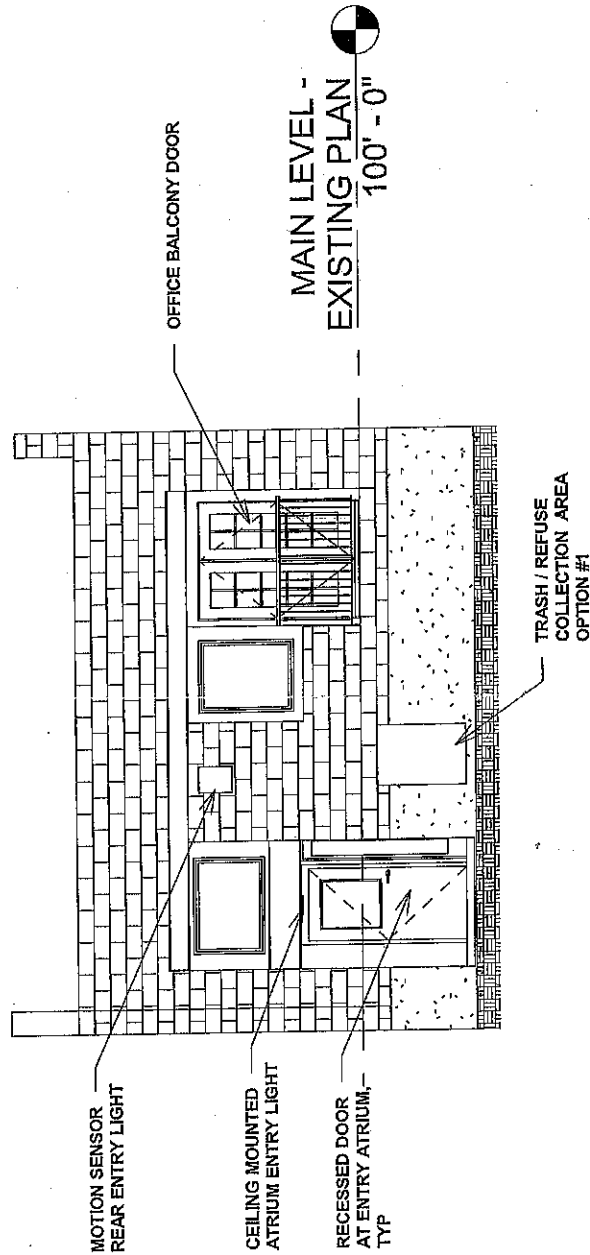 MOTION SENSOR
REAR ENTRY LIGHT
CEILING MOUNTED
ATRIUM ENTRY LIGHT
RECESSED DOOR
AT ENTRY ATRIUM,
TYP
OFFICE BALCONY DOOR
MAIN LEVEL -
EXISTING PLAN
100' - 0"
TRASH / REFUSE
COLLECTION AREA
OPTION #1